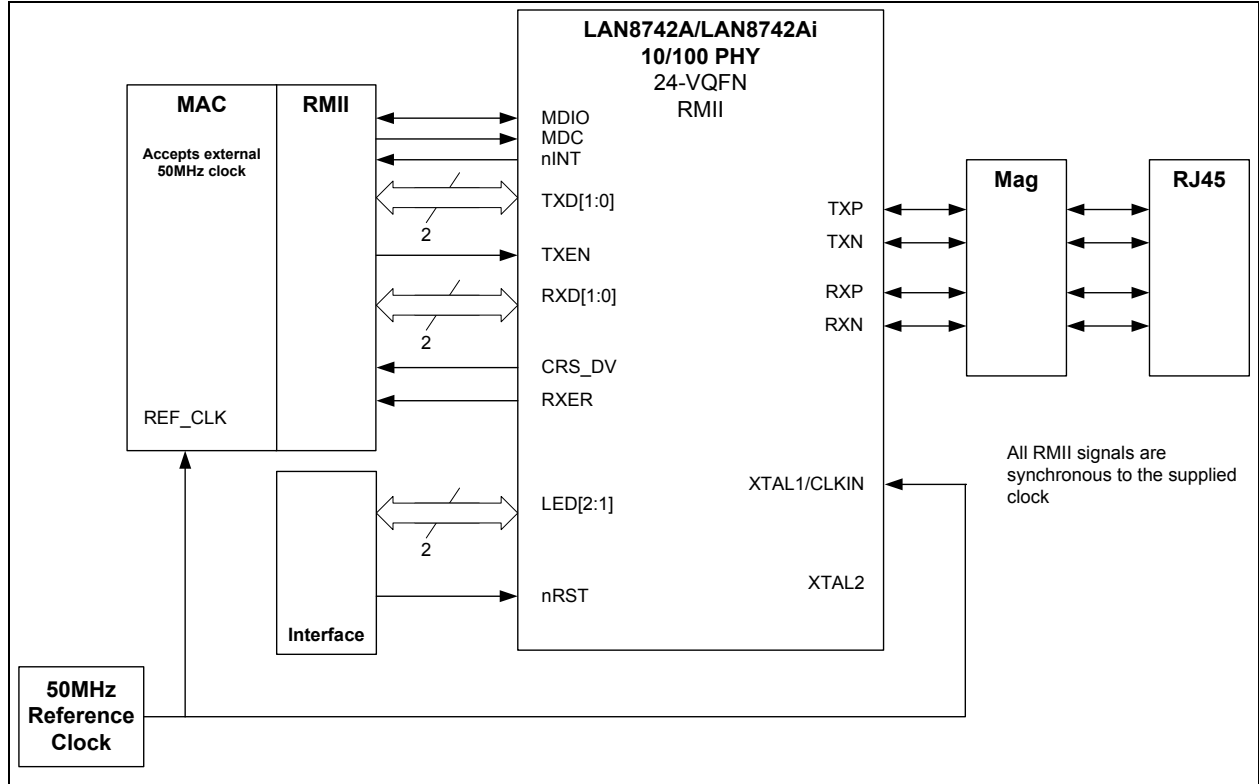 LAN8742A/LAN8742Ai
10/100 PHY
24-VQFN
RMII
MAC
RMII
Accepts external
50MHz clock
MDIO
MDC
nINT
TXD[1:0]
2
TXEN
RXD[1:0]
2
CRS_DV
RXER
REF_CLK
TXP
TXN
RXP
RXN
Mag
RJ45
All RMII signals are
synchronous to the supplied
clock
XTAL1/CLKIN
LED[2:1]
2
XTAL2
nRST
Interface
50MHz
Reference
Clock